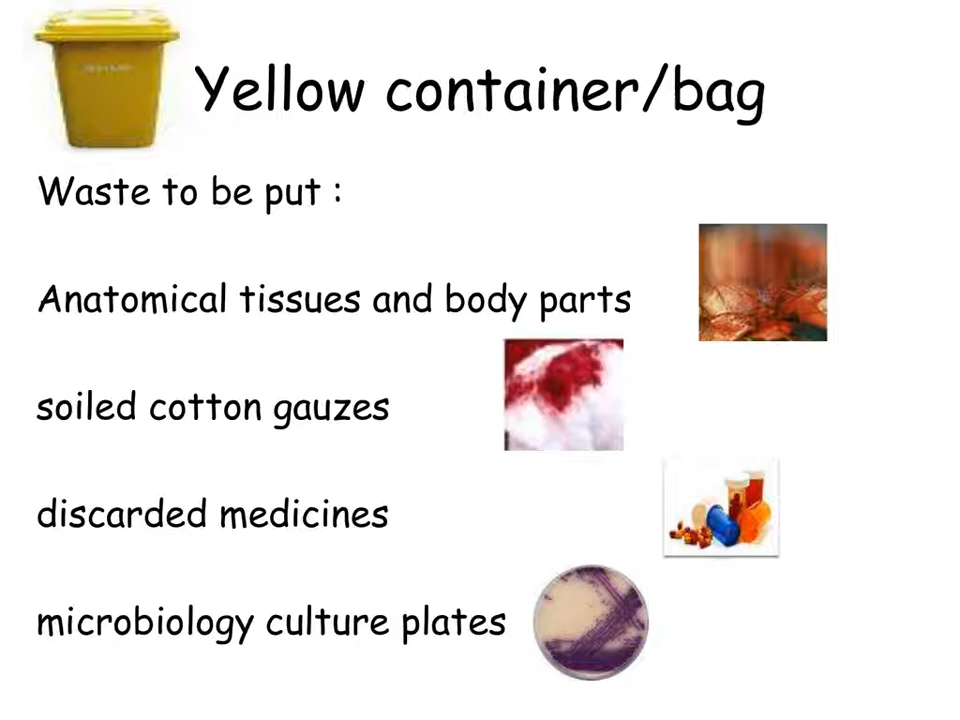 Yellow container/bag
Waste to be put :
Anatomical tissues and body parts
soiled cotton gauzes
discarded medicines
microbiology culture plates